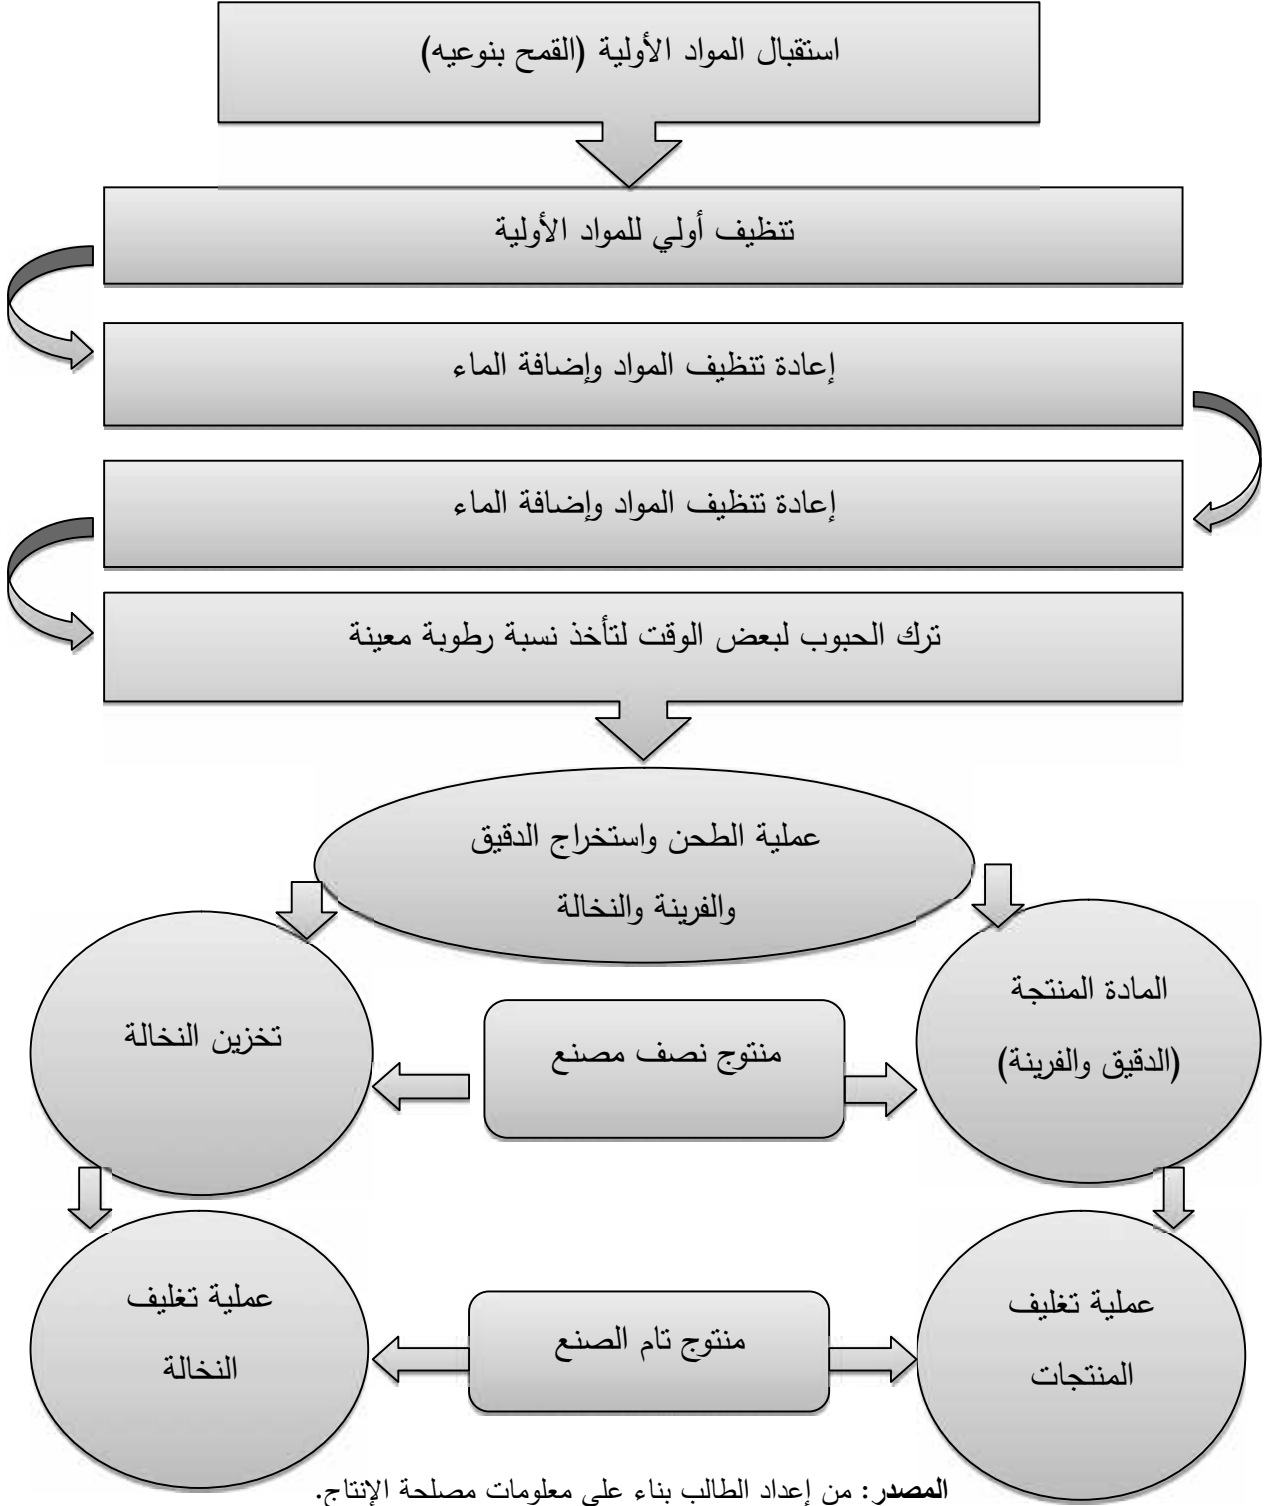 استقبال المواد الأولية (القمح بنوعيه)
تنظيف أولي للمواد الأولية
إعادة تنظيف المواد وإضافة الماء
إعادة تنظيف المواد وإضافة الماء
ترك الحبوب لبعض الوقت لتأخذ نسبة رطوبة معينة
عملية الطحن واستخراج الدقيق
والفرينة والنخالة
المادة المنتجة
(الدقيق والفرينة)
منتوج نصف مصنع
تخزين النخالة
عملية تغليف
المنتجات
منتوج تام الصنع
عملية تغليف
النخالة
المصدر: من إعداد الطالب بناء على معلومات مصلحة الإنتاج.